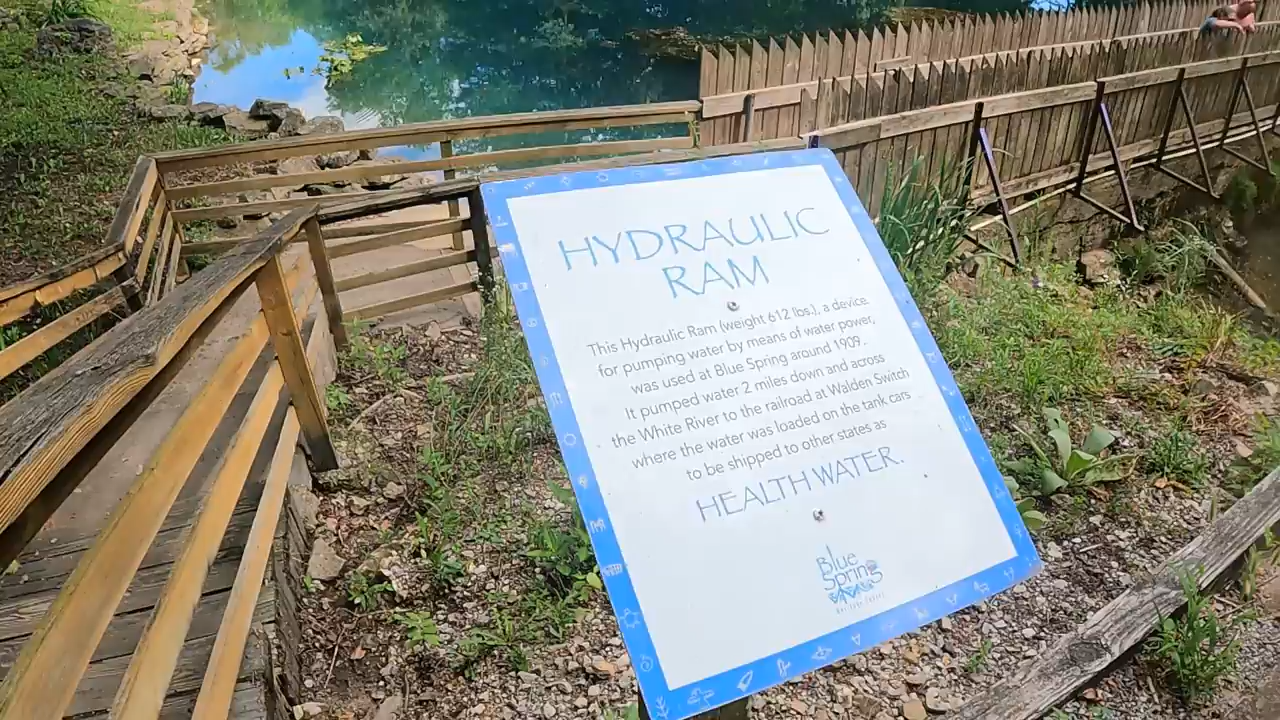 HYDRAULIC
RAM
This Hydraulic Ram (weight 612 lbs.), a device
for pumping water by means of water power,
was used at Blue Spring around 1909.
It pumped water 2 miles down and across
the White River to the railroad at Walden Switch
where the water was loaded on the tank cars
to be shipped to other states as
HEALTH WATER.
Blue
Spring